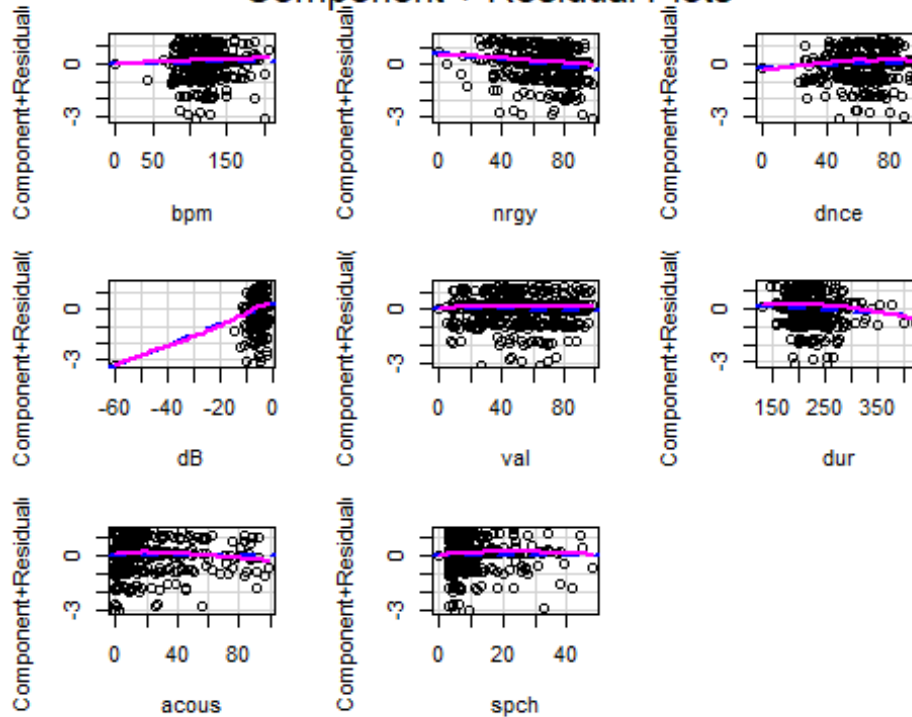 Component + Residual Plots
Component+Residual(
0
-3
0 50 150
bpm
Component+Residual(
0
-3
0 40 80
nrgy
Component+Residual(
0
-3
0 40 80
dnce
Component+Residual(
0
-3
-60 -40 -20 0
dB
Component+Residual(
0
-3
0 40 80
val
Component+Residual(
0
-3
150 250 350
dur
Component+Residual(
0
-3
0 40 80
acous
Component+Residual(
0
-3
0 20 40
spch